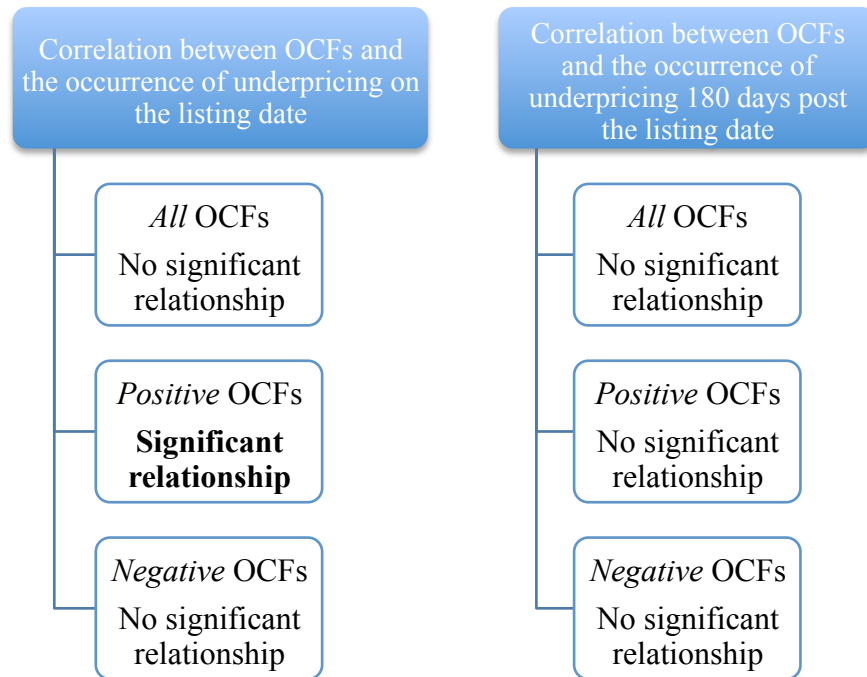 Correlation between OCFs and
the occurrence of underpricing on
the listing date
All OCFs
No significant
relationship
Positive OCFs
Significant
relationship
Negative OCFs
No significant
relationship
Correlation between OCFs
and the occurrence of
underpricing 180 days post
the listing date
All OCFs
No significant
relationship
Positive OCFs
No significant
relationship
Negative OCFs
No significant
relationship